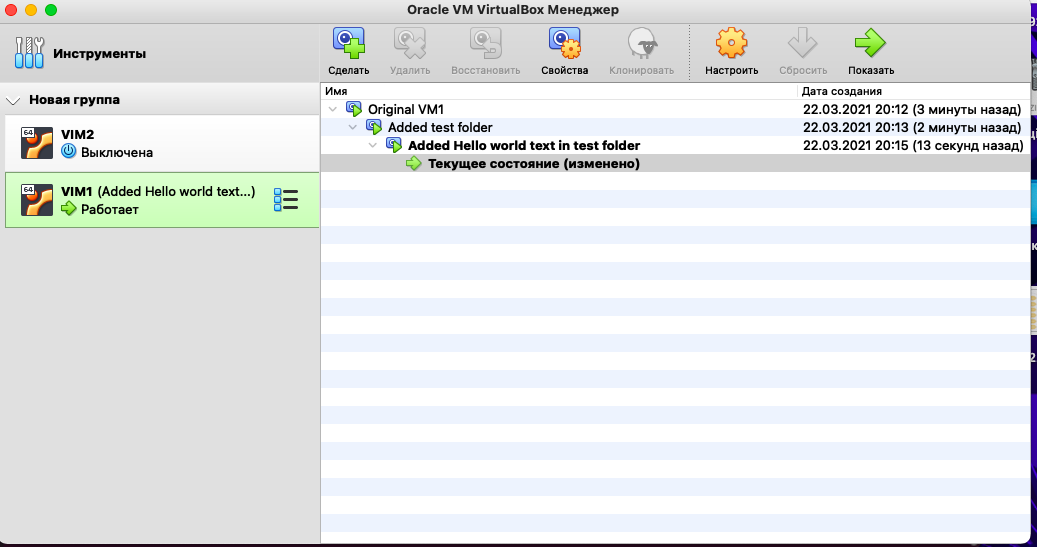 Oracle VM VirtualBox Менеджер
Инструменты
Сделать Удалить Восстановить Свойства Клонировать Настроить Сбросить Показать
Новая группа
64 VIM2
Выключена
64 VIM1 (Added Hello world text...)
Работает
Имя Дата создания
Original VM1 22.03.2021 20:12 (3 минуты назад)
Added test folder 22.03.2021 20:13 (2 минуты назад)
Added Hello world text in test folder 22.03.2021 20:15 (13 секунд назад)
Текущее состояние (изменено)